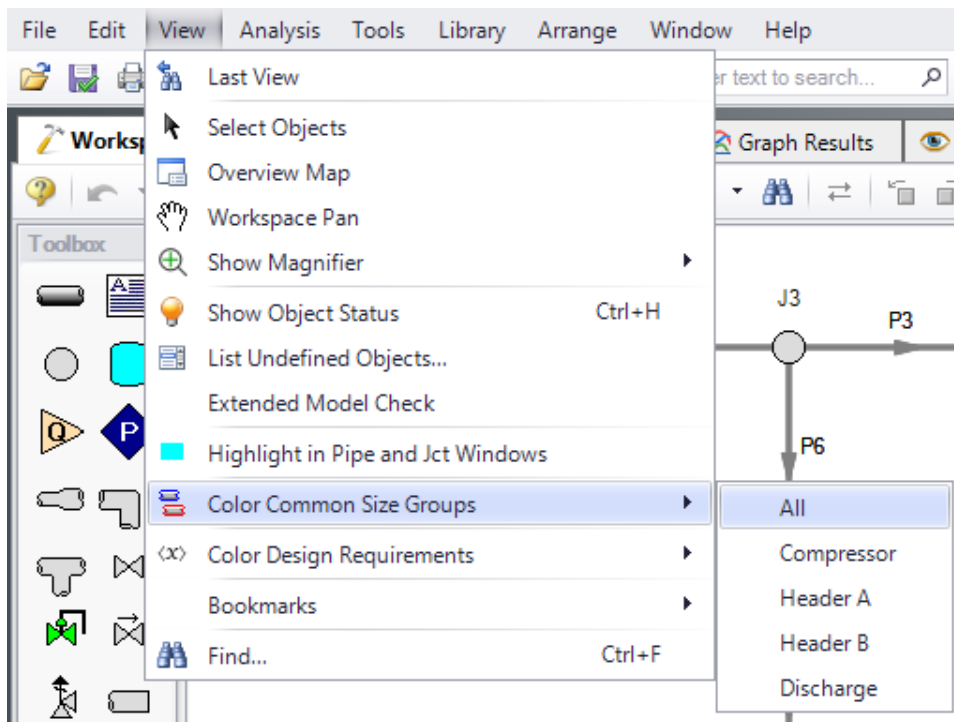 File Edit View Analysis Tools Library Arrange Window Help
Last View
er text to search...
Select Objects
Works
Graph Results
Overview Map
Workspace Pan
Toolbox
Show Magnifier
A
J3
P3
Show Object Status Ctrl+H
List Undefined Objects...
Extended Model Check
Q
P
P6
Highlight in Pipe and Jct Windows
Color Common Size Groups
All
Color Design Requirements
Compressor
Bookmarks
Header A
Find... Ctrl+F
Header B
Discharge